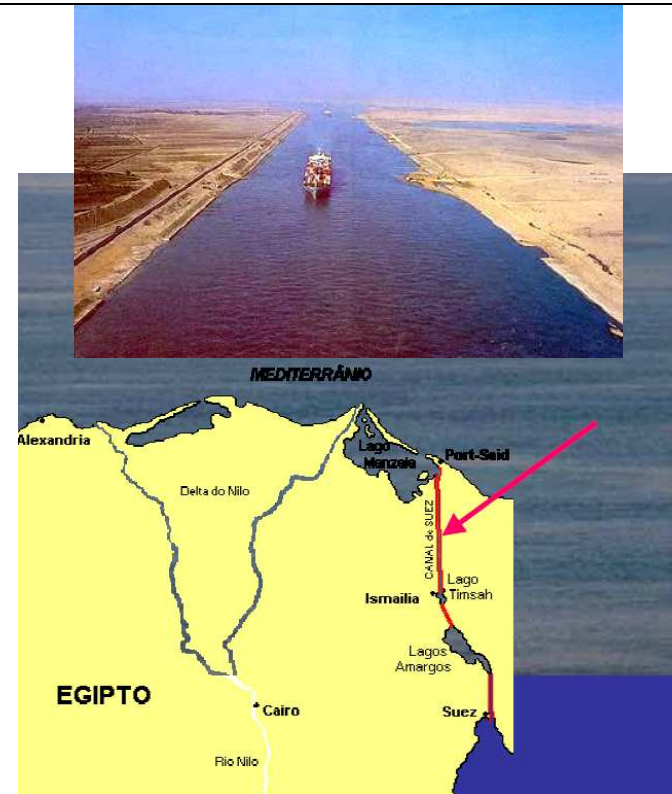 MEDITERRÂNIO
Alexandria
Lago
Manzala
Port-Said
Delta do Nilo
CANAL de SUEZ
Lago
Timsah
Ismailia
Lagos
Amargos
EGIPTO
Cairo
Suez
Rio Nilo